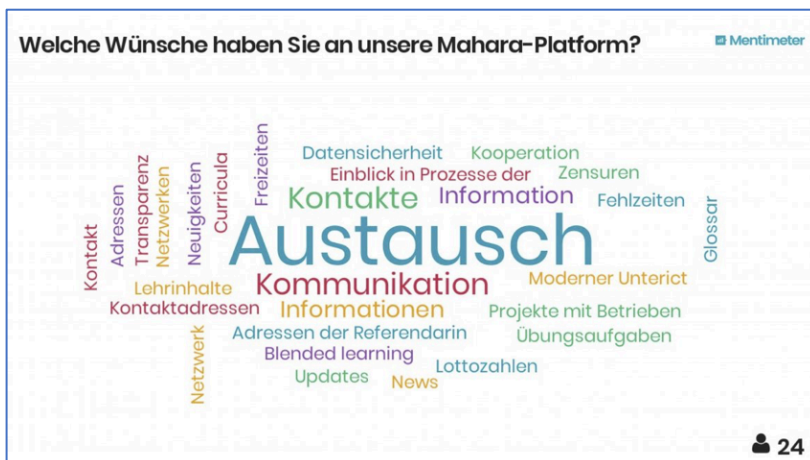 Welche Wünsche haben Sie an unsere Mahara-Platform?
Mentimeter
Datensicherheit
Kooperation
Einblick in Prozesse der
Zensuren
Kontakte
Information
Fehlzeiten
Kontakt
Adressen
Transparenz
Netzwerken
Neuigkeiten
Curricula
Freizeiten
Glossar
Austausch
Lehrinhalte
Kommunikation
Moderner Uniterict
Kontaktadressen
Informationen
Projekte mit Betrieben
Adressen der Referendarin
Übungsaufgaben
Netzwerk
Blended learning
Lottozahlen
Updates
News
24